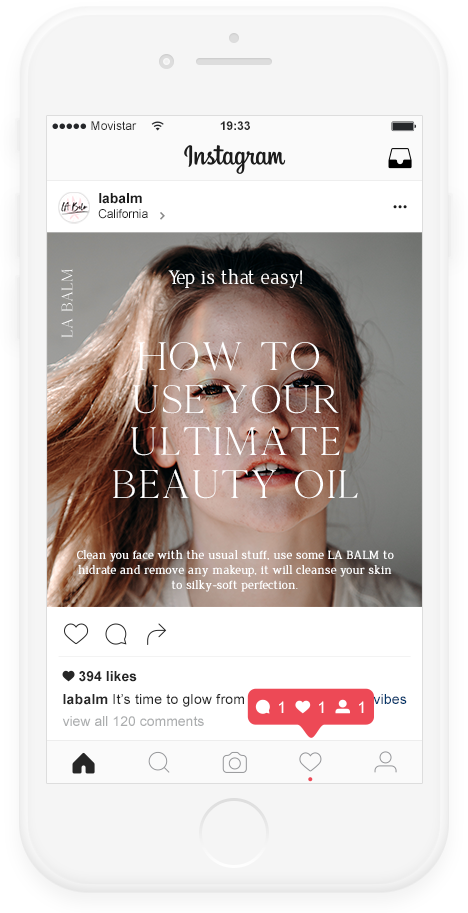 Movistar 19:33
Instagram
LA Balm
labalm
California
LA BALM
Yep is that easy!
HOW TO
USE YOUR
ULTIMATE
BEAUTY OIL
Clean you face with the usual stuff, use some LA BALM to
hidrate and remove any makeup, it will cleanse your skin
to silky-soft perfection.
394 likes
labalm It's time to glow from vibes
1 1 1
view all 120 comments